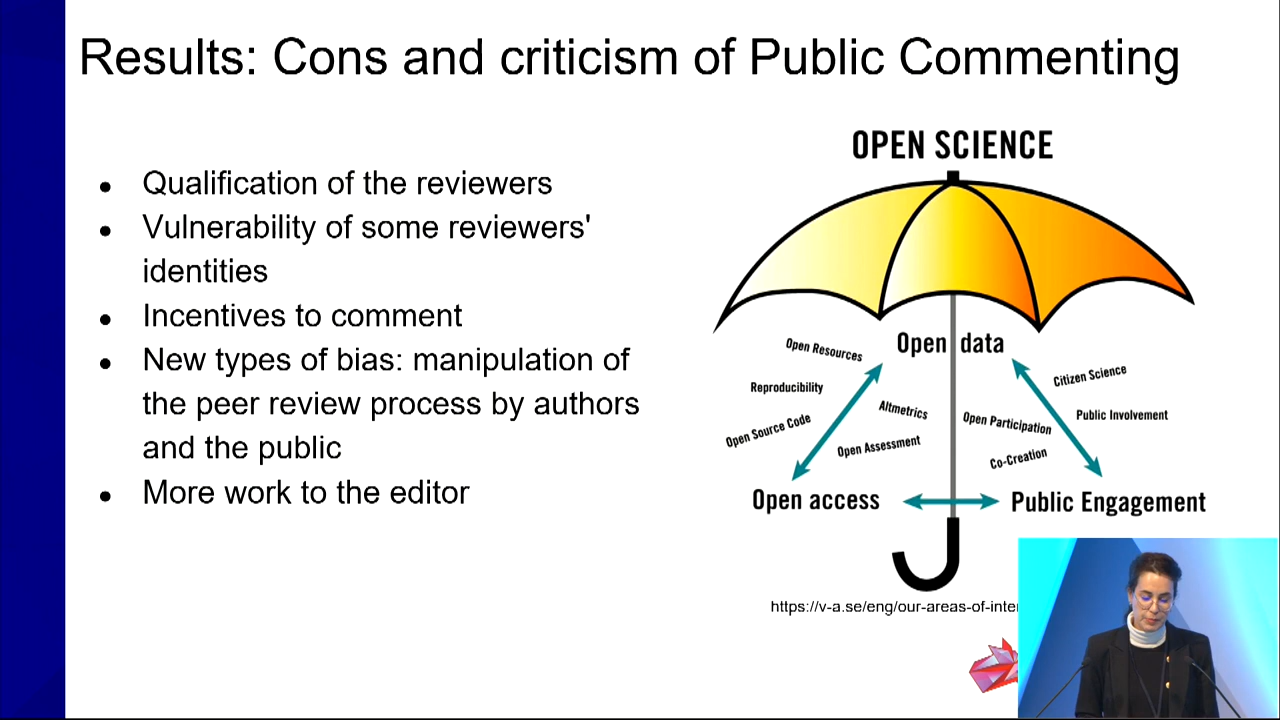 Results: Cons and criticism of Public Commenting
● Qualification of the reviewers
● Vulnerability of some reviewers'
identities
● Incentives to comment
● New types of bias: manipulation of
the peer review process by authors
and the public
● More work to the editor
OPEN SCIENCE
Open data
Open Resources
Reproducibility
Open Source Code
Altmetrics
Open Assessment
Citizen Science
Public Involvement
Open Participation
Co-Creation
Open access
Public Engagement
https://v-a.se/eng/our-areas-of-inter